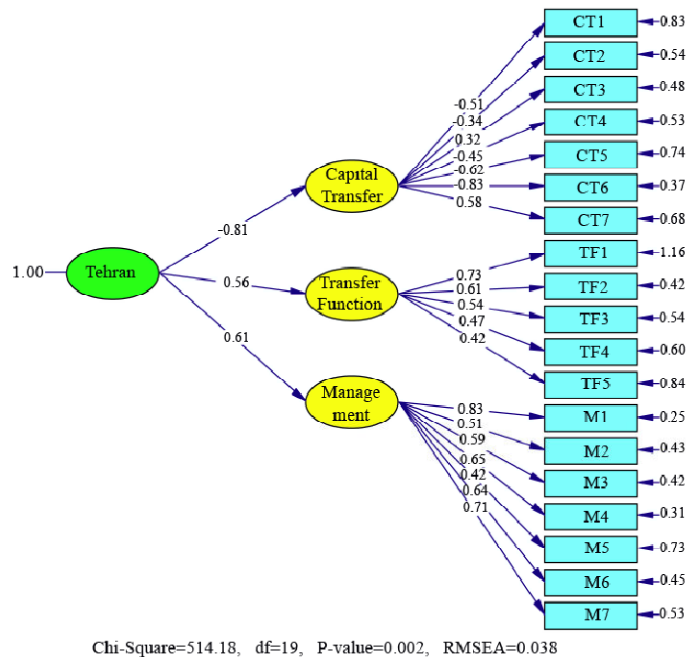 CT1
0.83
CT2
0.54
CT3
0.48
CT4
0.53
CT5
0.74
CT6
0.37
CT7
0.68
-0.51
-0.34
0.32
-0.45
-0.62
-0.83
0.58
Capital
Transfer
-0.81
1.00
Tehran
0.56
Transfer
Function
0.61
Manage
ment
TF1
1.16
TF2
0.42
TF3
0.54
TF4
0.60
TF5
0.84
0.73
0.61
0.54
0.47
0.42
M1
0.25
M2
0.43
M3
0.42
M4
0.31
M5
0.73
M6
0.45
M7
0.53
0.83
0.51
0.59
0.65
0.42
0.64
0.71
Chi-Square=514.18, df=19, P-value=0.002, RMSEA=0.038